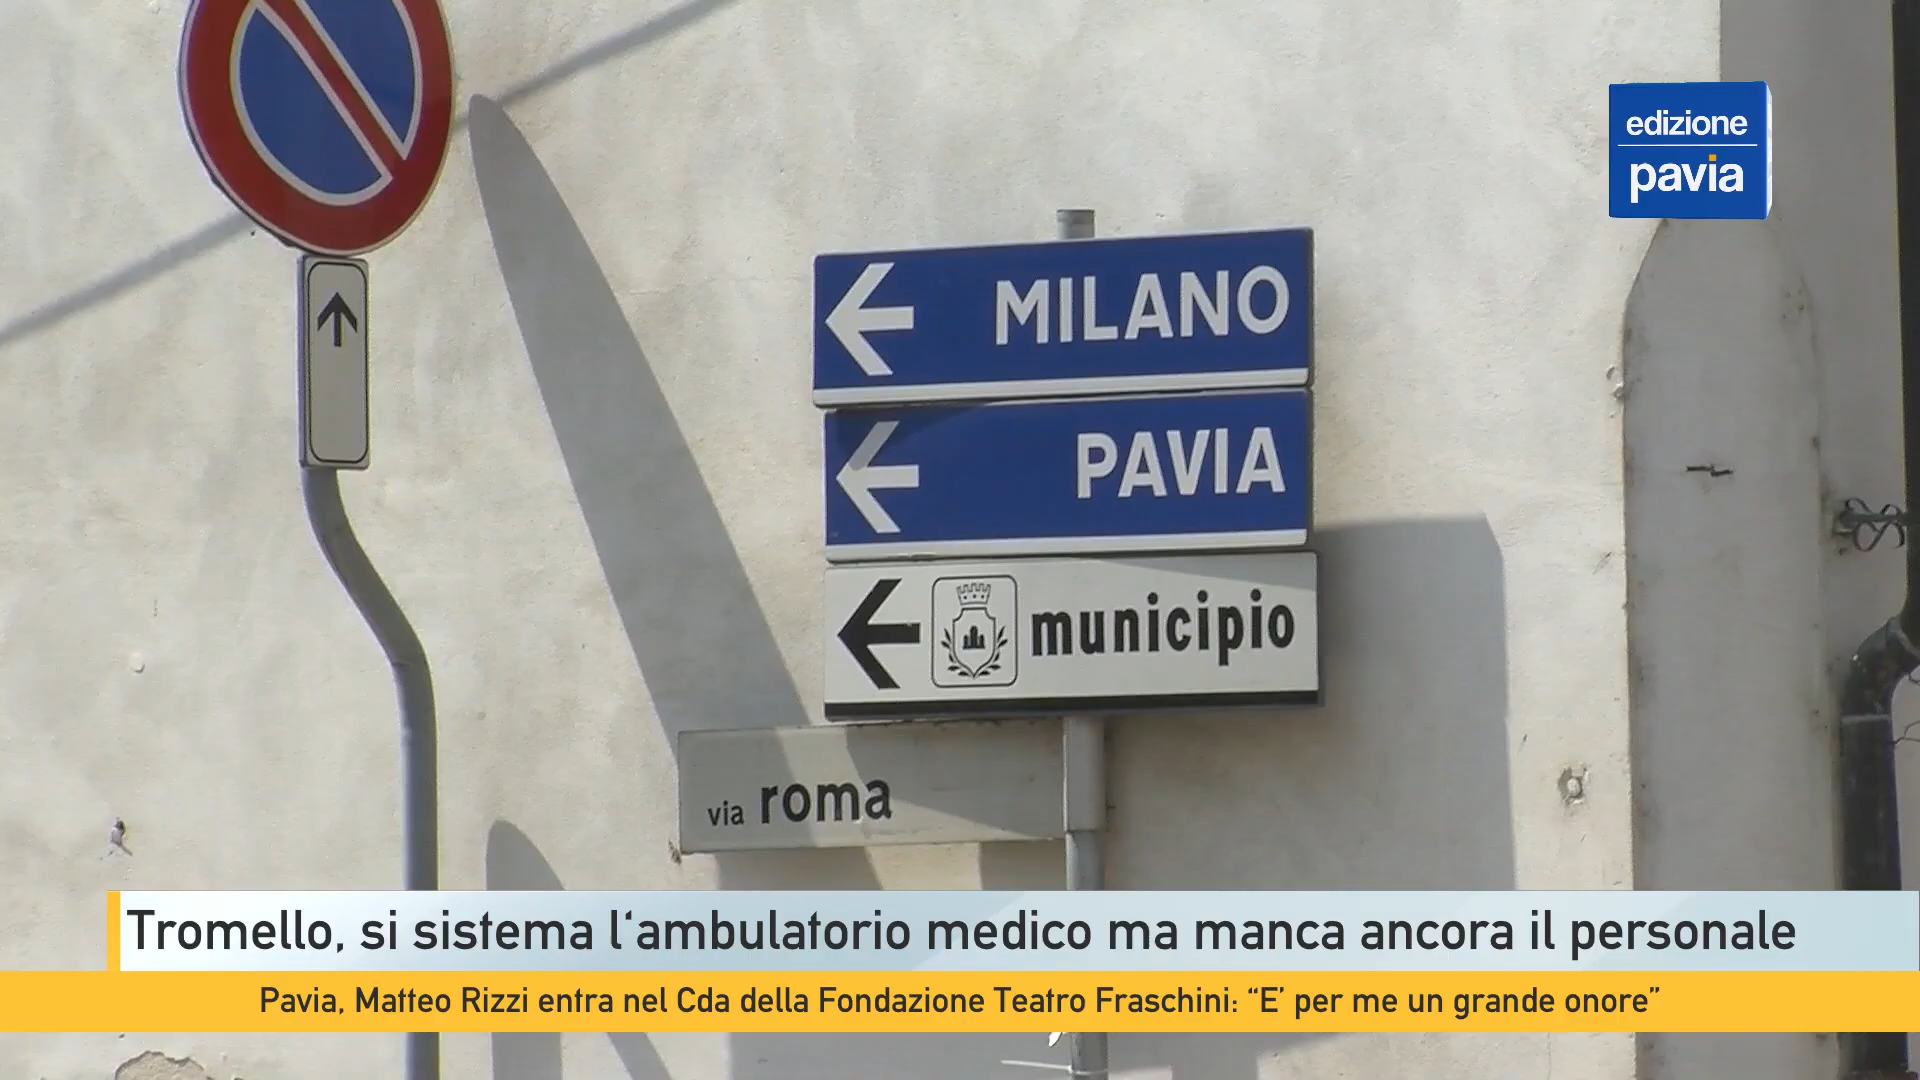 edizione
pavia
MILANO
PAVIA
municipio
via roma
Tromello, si sistema l‘ambulatorio medico ma manca ancora il personale
Pavia, Matteo Rizzi entra nel Cda della Fondazione Teatro Fraschini: “E’ per me un grande onore”